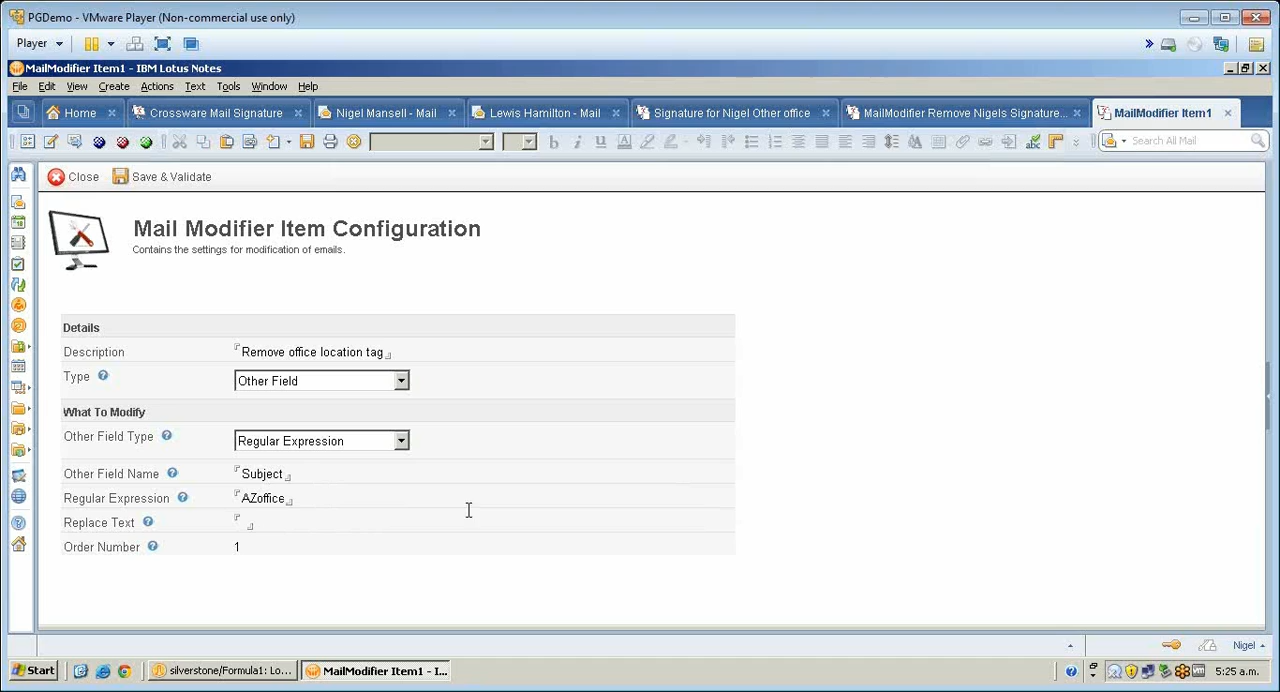 PGDemo - VMware Player (Non-commercial use only)
Player
MailModifier Item1 - IBM Lotus Notes
File Edit View Create Actions Text Tools Window Help
Home Crossware Mail Signature Nigel Mansell - Mail Lewis Hamilton - Mail Signature for Nigel Other office MailModifier Remove Nigels Signature... MailModifier Item1
Search All Mail
Close Save & Validate
Mail Modifier Item Configuration
Contains the settings for modification of emails.
Details
Description Remove office location tag
Type Other Field
What To Modify
Other Field Type Regular Expression
Other Field Name Subject
Regular Expression AZoffice
Replace Text
Order Number 1
Nigel
Start silverstone/Formula1: Lo... MailModifier Item1 - I... 5:25 a.m.